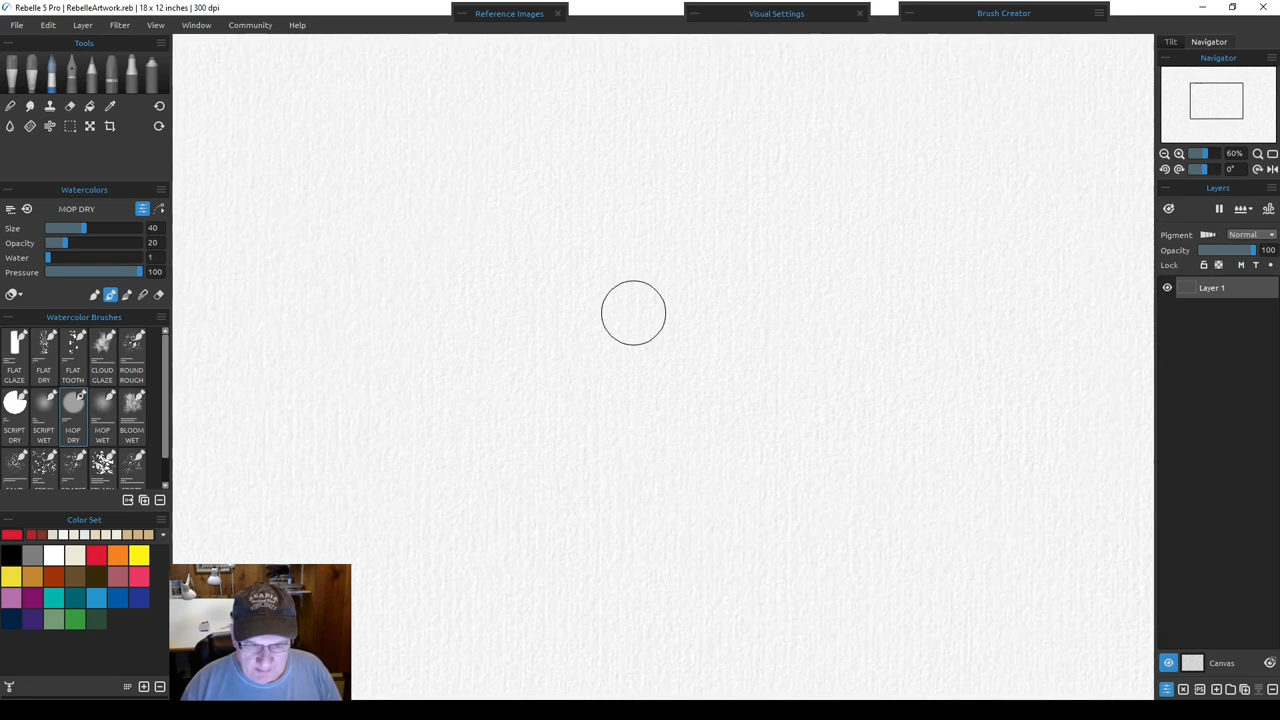 Rebelle 5 Pro | RebelleArtwork.reb | 18 x 12 inches | 300 dpi
Reference Images
Visual Settings
Brush Creator
File Edit Layer Filter View Window Community Help
Tools
Tilt Navigator
Navigator
60%
0°
Watercolors
MOP DRY
Size 40
Opacity 20
Water 1
Pressure 100
Layers
Pigment Normal
Opacity 100
Lock M T
Layer 1
Watercolor Brushes
FLAT GLAZE
FLAT DRY
FLAT TOOTH
CLOUD GLAZE
ROUND ROUGH
SCRIPT DRY
SCRIPT WET
MOP DRY
MOP WET
BLOOM WET
Color Set
ACADIA
Canvas
PS